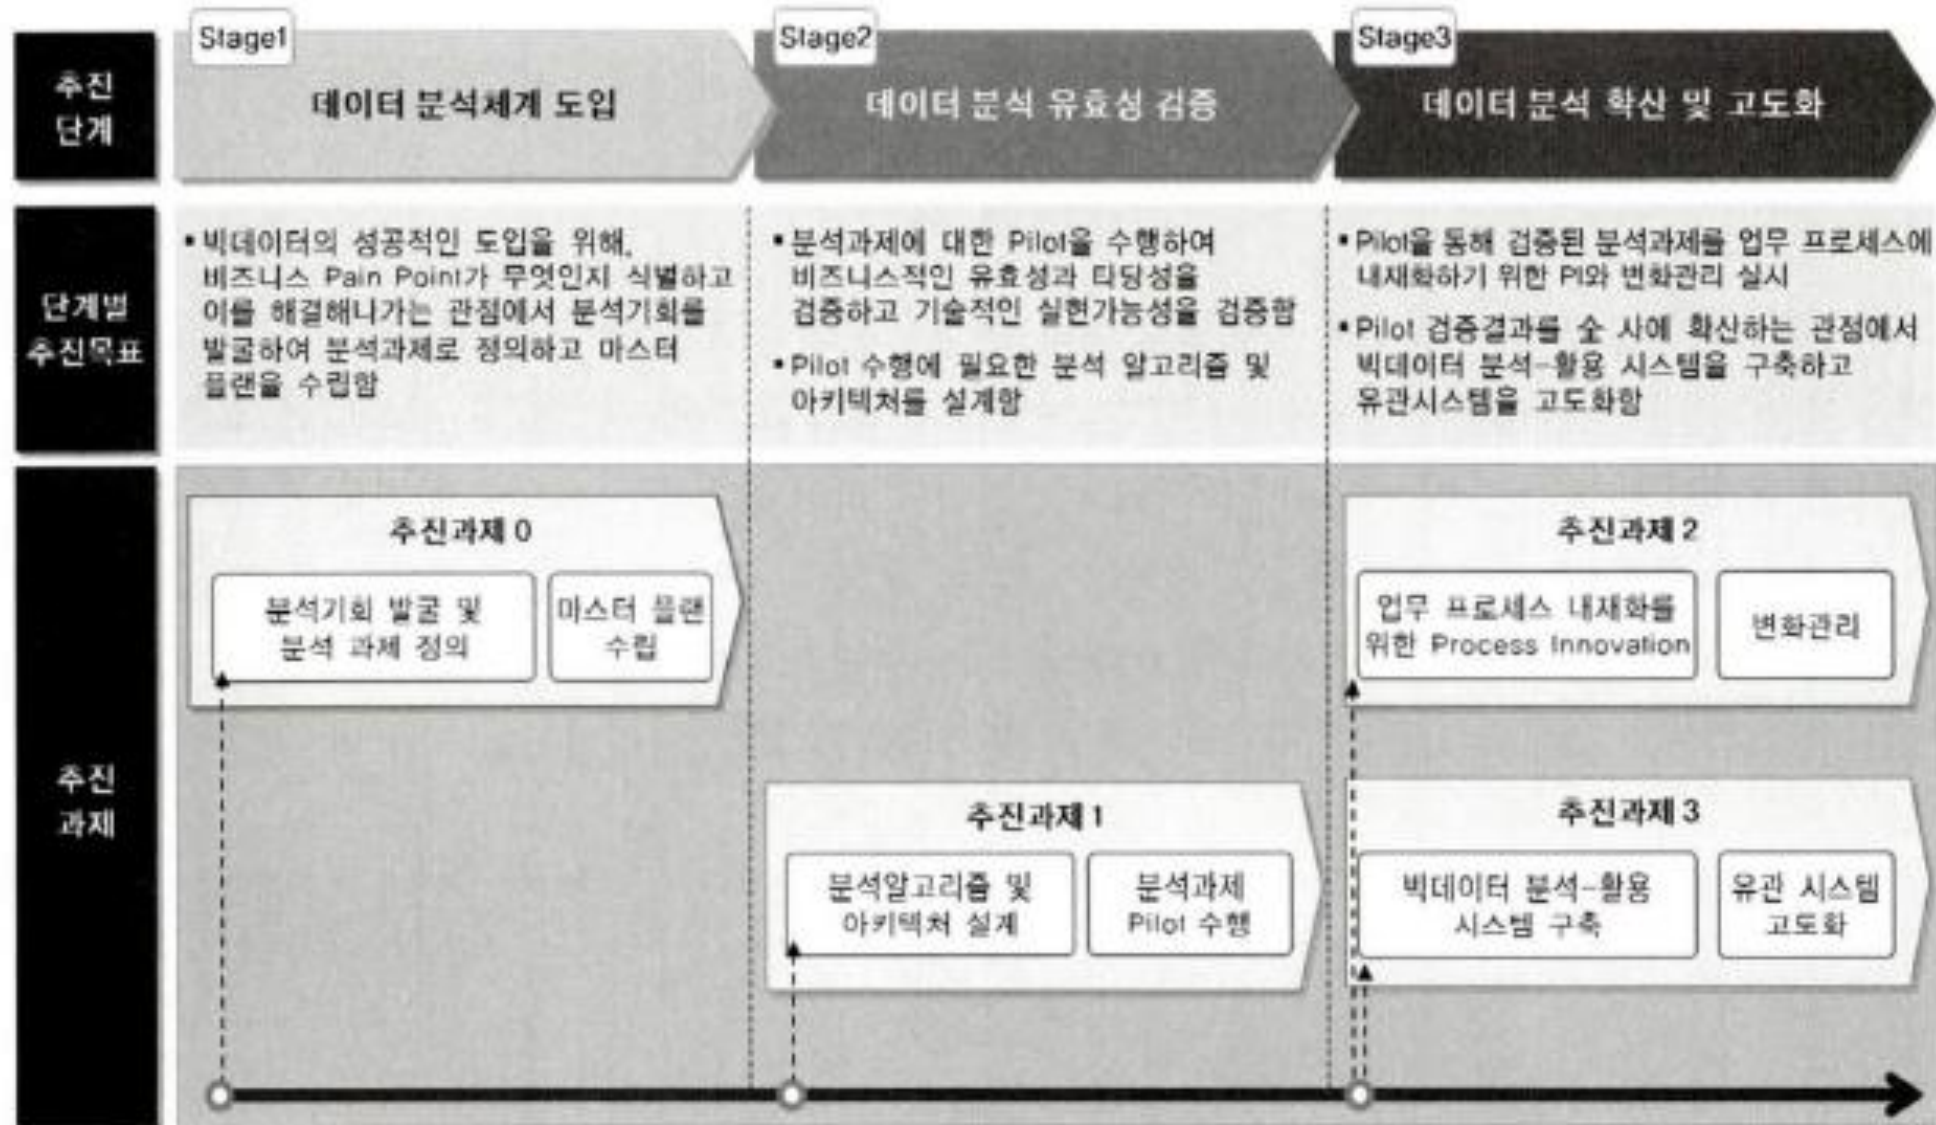 추진
단계
Stage1
데이터 분석체계 도입
Stage2
데이터 분석 유효성 검증
Stage3
데이터 분석 확산 및 고도화
단계별
추진목표
▪ 빅데이터의 성공적인 도입을 위해,
비즈니스 Pain Point가 무엇인지 식별하고
이를 해결해나가는 관점에서 분석기회를
발굴하여 분석과제로 정의하고 마스터
플랜을 수립함
▪ 분석과제에 대한 Pilot을 수행하여
비즈니스적인 유효성과 타당성을
검증하고 기술적인 실현가능성을 검증함
▪ Pilot 수행에 필요한 분석 알고리즘 및
아키텍처를 설계함
▪ Pilot을 통해 검증된 분석과제를 업무 프로세스에
내재화하기 위한 PI와 변화관리 실시
▪ Pilot 검증결과를 全 사에 확산하는 관점에서
빅데이터 분석-활용 시스템을 구축하고
유관시스템을 고도화함
추진
과제
추진과제 0
분석기회 발굴 및
분석 과제 정의
마스터 플랜
수립
추진과제 1
분석알고리즘 및
아키텍처 설계
분석과제
Pilot 수행
추진과제 2
업무 프로세스 내재화를
위한 Process Innovation
변화관리
추진과제 3
빅데이터 분석-활용
시스템 구축
유관 시스템
고도화